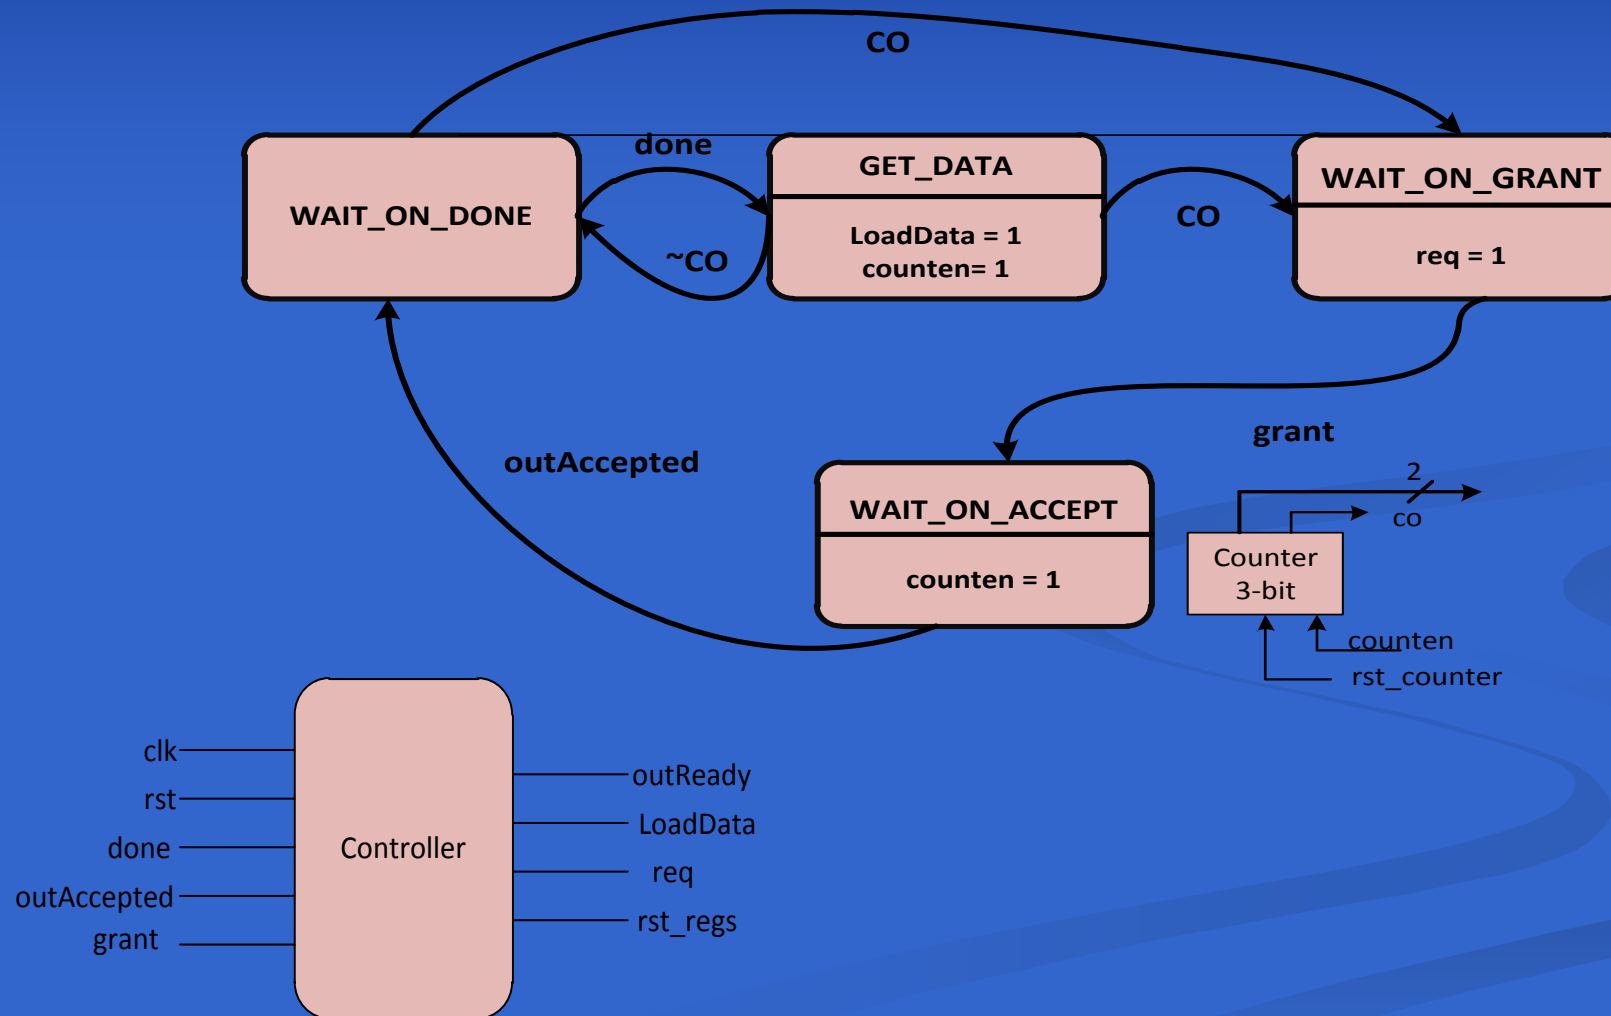 CO
done
GET_DATA
WAIT_ON_GRANT
WAIT_ON_DONE
CO
LoadData = 1
~CO
req = 1
counten= 1
grant
outAccepted
2
WAIT_ON_ACCEPT
co
Counter
3-bit
counten = 1
counten
rst_counter
clk
outReady
rst
LoadData
done
Controller
req
outAccepted
rst_regs
grant